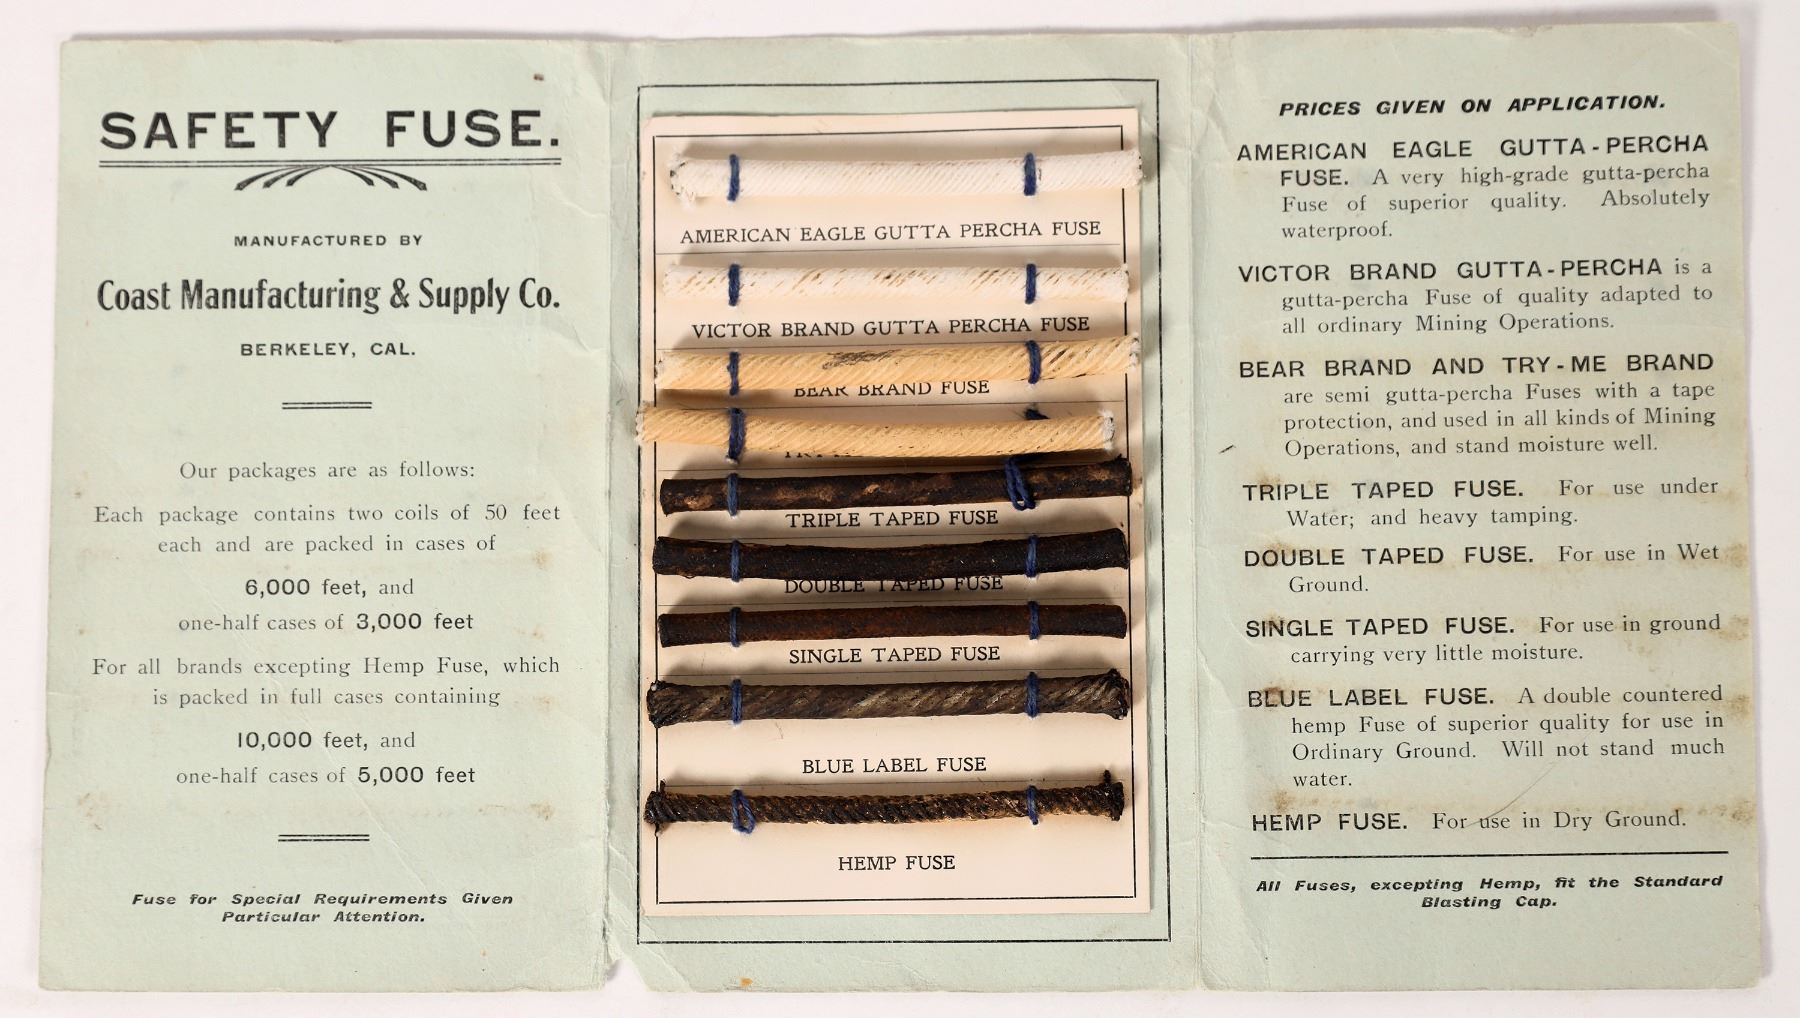 SAFETY FUSE.
MANUFACTURED BY
Coast Manufacturing & Supply Co.
BERKELEY, CAL.
Our packages are as follows:
Each package contains two coils of 50 feet
each and are packed in cases of
6,000 feet, and
one-half cases of 3,000 feet
For all brands excepting Hemp Fuse, which
is packed in full cases containing
10,000 feet, and
one-half cases of 5,000 feet
Fuse for Special Requirements Given
Particular Attention.
AMERICAN EAGLE GUTTA PERCHA FUSE
VICTOR BRAND GUTTA PERCHA FUSE
BEAR BRAND FUSE
TRIPLE TAPED FUSE
DOUBLE TAPED FUSE
SINGLE TAPED FUSE
BLUE LABEL FUSE
HEMP FUSE
PRICES GIVEN ON APPLICATION.
AMERICAN EAGLE GUTTA-PERCHA
FUSE. A very high-grade gutta-percha
Fuse of superior quality. Absolutely
waterproof.
VICTOR BRAND GUTTA-PERCHA is a
gutta-percha Fuse of quality adapted to
all ordinary Mining Operations.
BEAR BRAND AND TRY-ME BRAND
are semi gutta-percha Fuses with a tape
protection, and used in all kinds of Mining
Operations, and stand moisture well.
TRIPLE TAPED FUSE. For use under
Water; and heavy tamping.
DOUBLE TAPED FUSE. For use in Wet
Ground.
SINGLE TAPED FUSE. For use in ground
carrying very little moisture.
BLUE LABEL FUSE. A double countered
hemp Fuse of superior quality for use in
Ordinary Ground. Will not stand much
water.
HEMP FUSE. For use in Dry Ground.
All Fuses, excepting Hemp, fit the Standard
Blasting Cap.